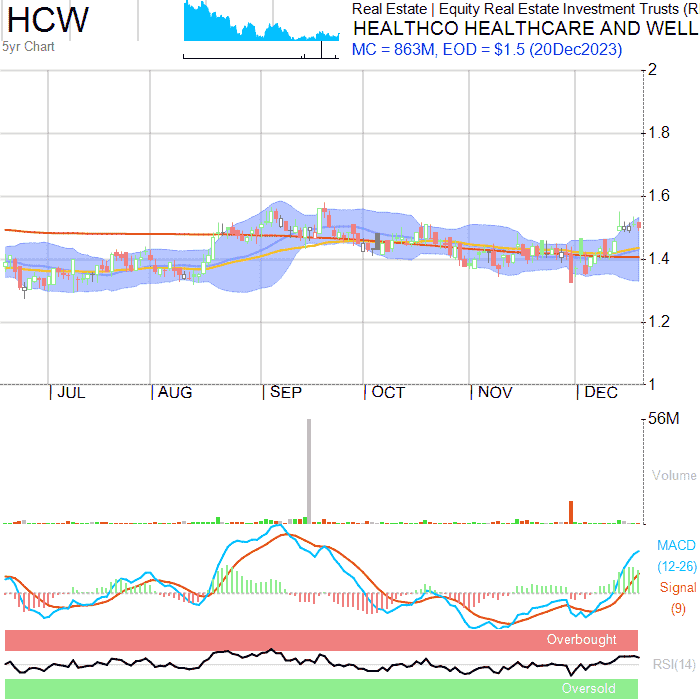 HCW
5yr Chart
Real Estate | Equity Real Estate Investment Trusts (R
HEALTHCO HEALTHCARE AND WELL
MC = 863M, EOD = $1.5 (20Dec2023)
2
1.8
1.6
1.4
1.2
1
JUL AUG SEP OCT NOV DEC
56M
Volume
MACD
(12-26)
Signal
(9)
Overbought
RSI(14)
Oversold